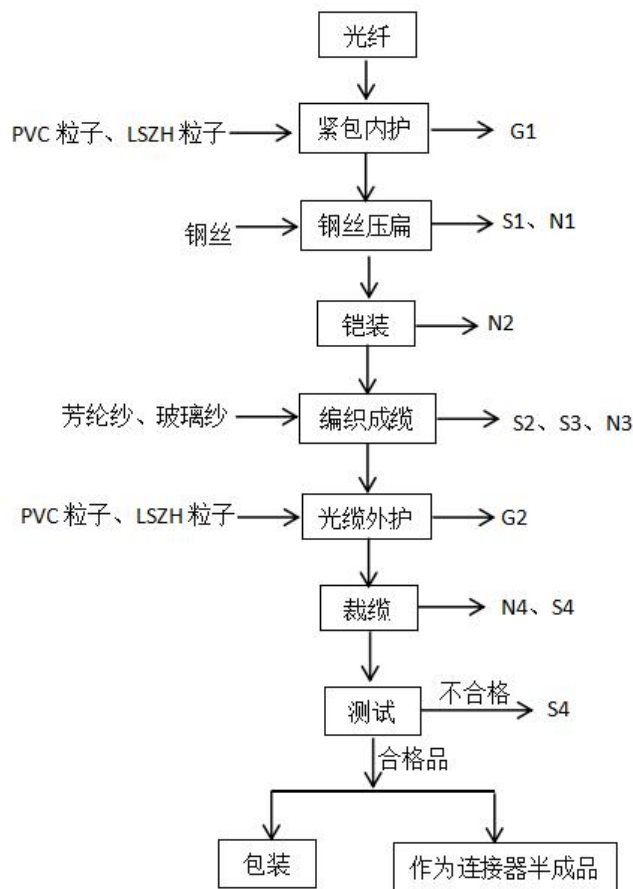 光纤
PVC 粒子、LSZH 粒子
紧包内护
G1
钢丝
钢丝压扁
S1、N1
铠装
N2
芳纶纱、玻璃纱
编织成缆
S2、S3、N3
PVC 粒子、LSZH 粒子
光缆外护
G2
裁缆
N4、S4
测试
不合格
S4
合格品
包装
作为连接器半成品